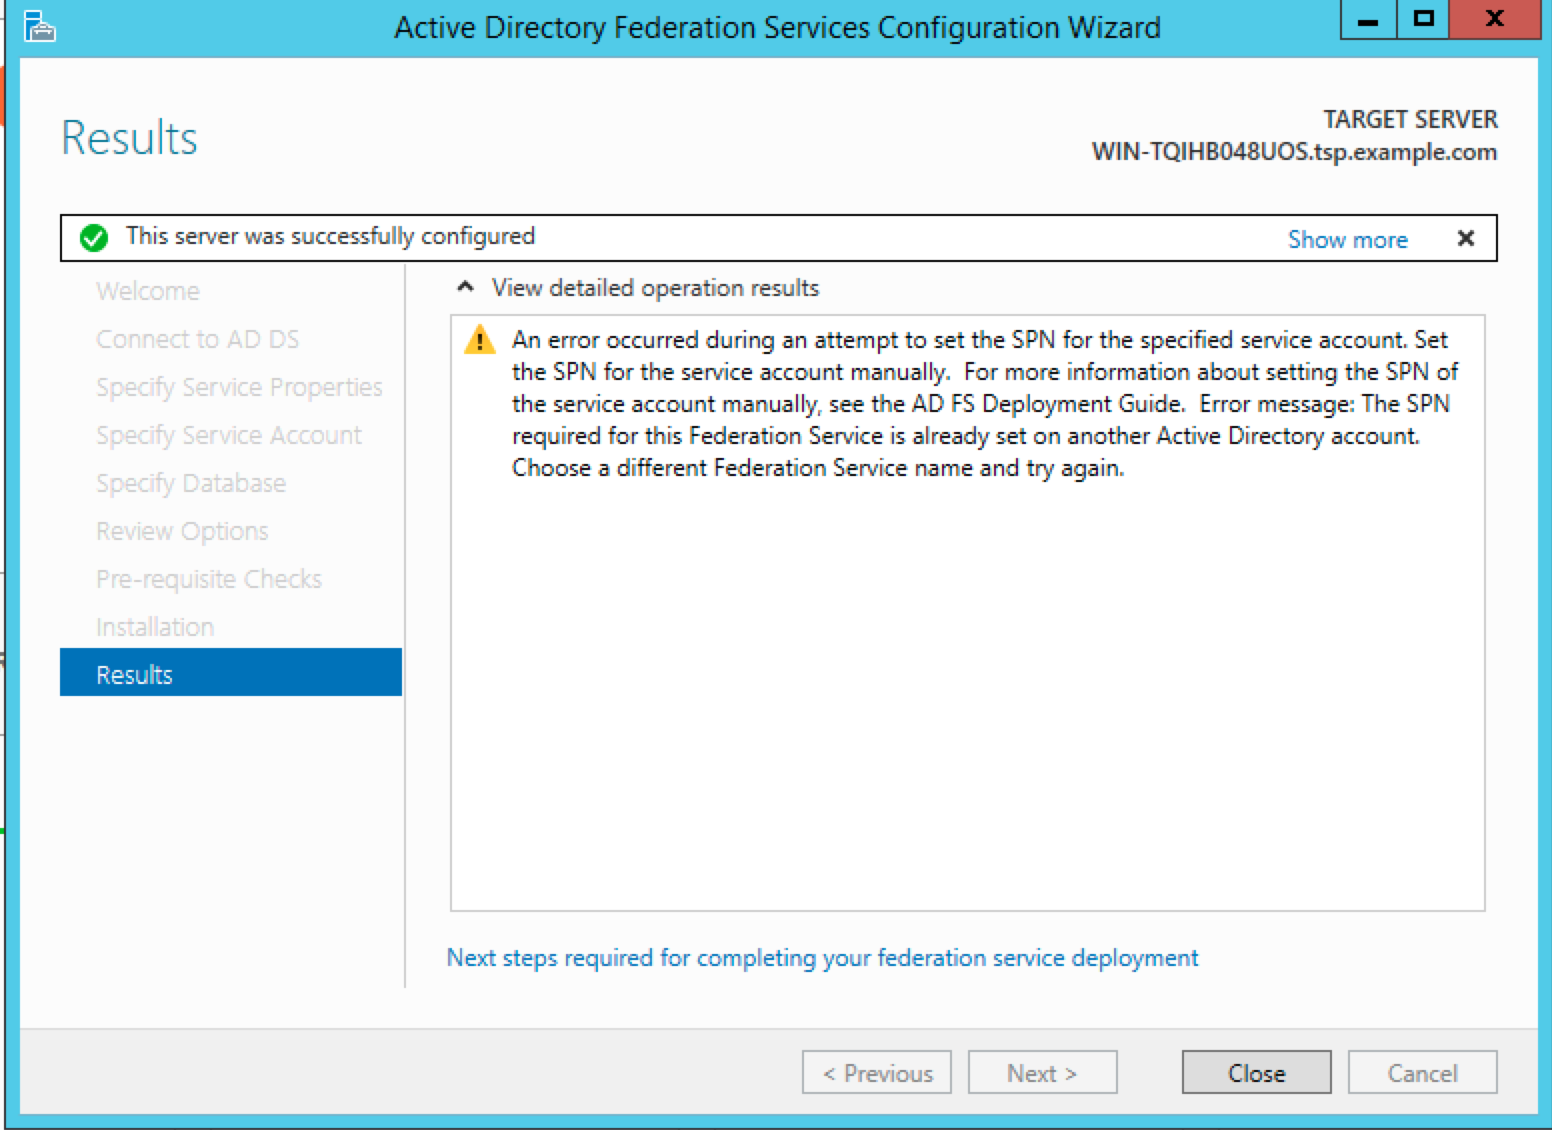 Active Directory Federation Services Configuration Wizard
Results
TARGET SERVER
WIN-TQIHB048UOS.tsp.example.com
This server was successfully configured
Show more
Welcome
Connect to AD DS
Specify Service Properties
Specify Service Account
Specify Database
Review Options
Pre-requisite Checks
Installation
Results
View detailed operation results
An error occurred during an attempt to set the SPN for the specified service account. Set
the SPN for the service account manually.  For more information about setting the SPN of
the service account manually, see the AD FS Deployment Guide.  Error message: The SPN
required for this Federation Service is already set on another Active Directory account.
Choose a different Federation Service name and try again.
Next steps required for completing your federation service deployment
< Previous
Next >
Close
Cancel